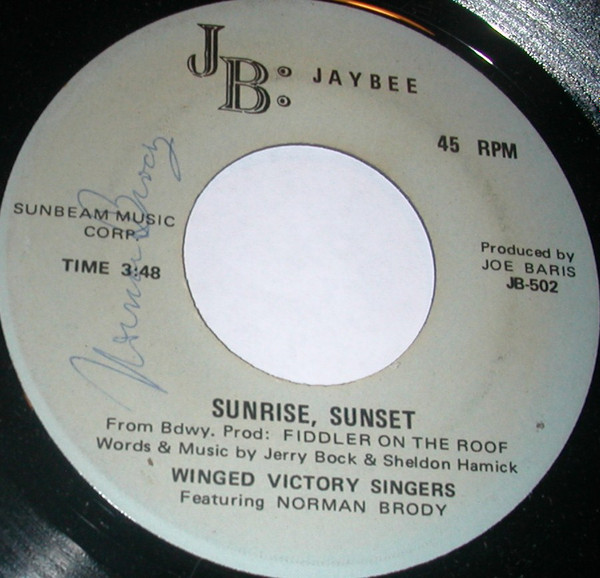 JB: JAYBEE
45 RPM
SUNBEAM MUSIC
CORP.
TIME 3:48
Norman Brody
Produced by
JOE BARIS
JB-502
SUNRISE, SUNSET
From Bdwy. Prod: FIDDLER ON THE ROOF
Words & Music by Jerry Bock & Sheldon Hamick
WINGED VICTORY SINGERS
Featuring NORMAN BRODY